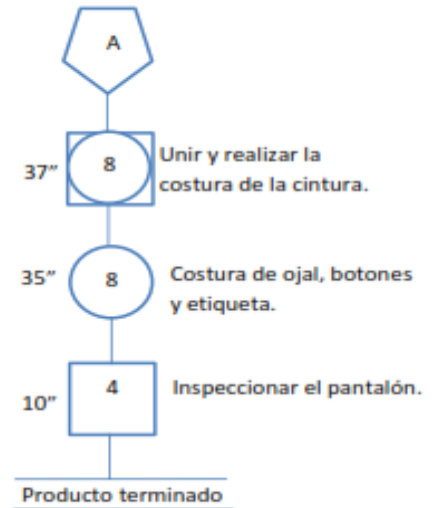 A
37”
8
Unir y realizar la
costura de la cintura.
35”
8
Costura de ojal, botones
y etiqueta.
10”
4
Inspeccionar el pantalón.
Producto terminado